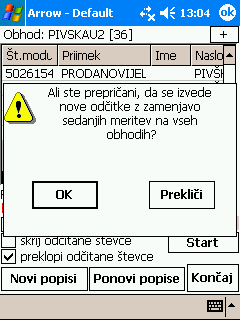 Arrow - Default 13:04 ok
Obhod: PIVSKAU2 [36] +
Št.modu Priimek Ime Naslo
5026154 PRODANOVIJEL PIVŠK
Ali ste prepričani, da se izvede
nove odčitke z zamenjavo
sedanjih meritev na vseh
obhodih?
OK Prekliči
skrij odčitane števce Start
preklopi odčitane števce
Novi popisi Ponovi popise Končaj